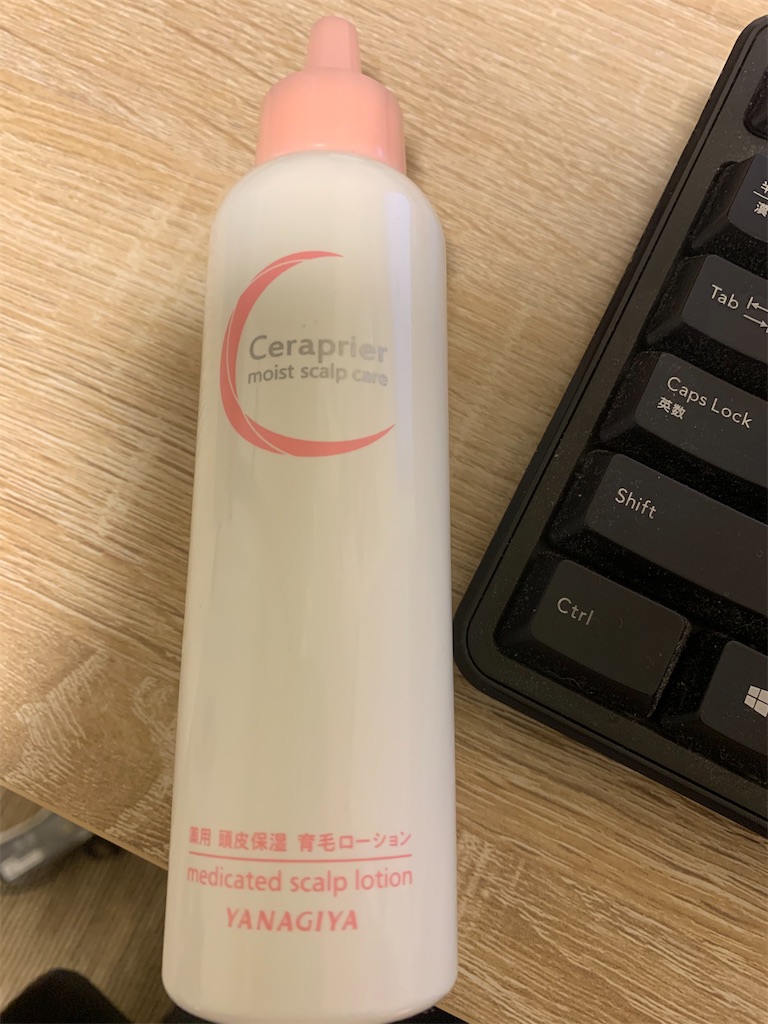 Ceraprier
moist scalp care
薬用 頭皮保湿 育毛ローション
medicated scalp lotion
YANAGIYA
Tab
Caps Lock
英数
Shift
Ctrl